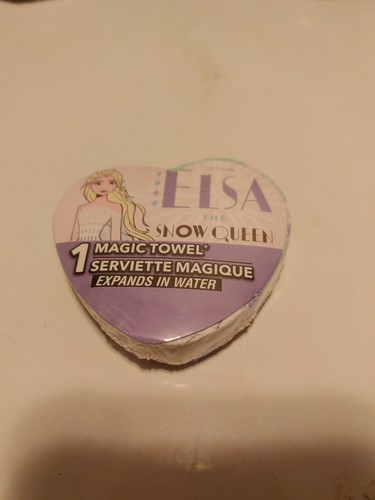 ELSA
THE
SNOW QUEEN
1 MAGIC TOWEL*
SERVIETTE MAGIQUE
EXPANDS IN WATER